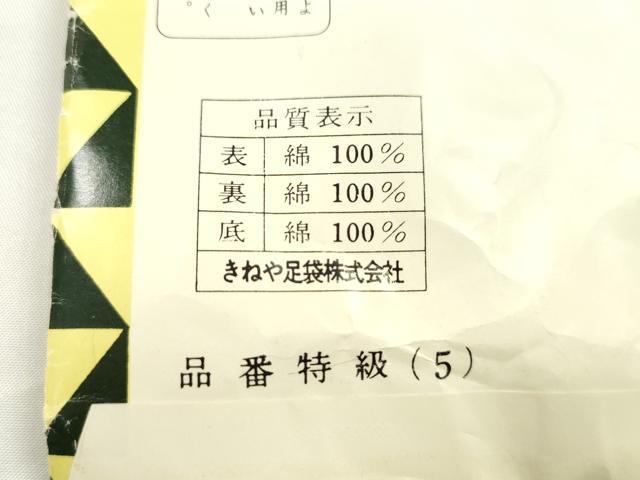 品質表示
表 綿 100%
裏 綿 100%
底 綿 100%
きねや足袋株式会社
品番特級(5)